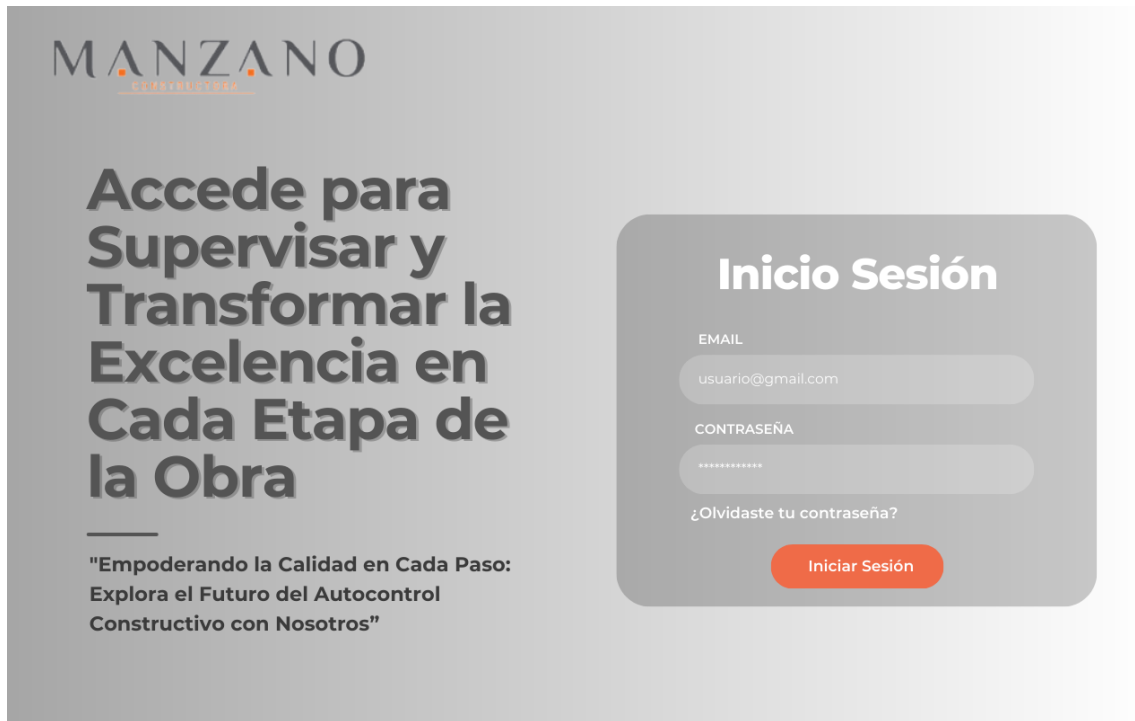 MANZANO
CONSTRUCTORA
Accede para
Supervisar y
Transformar la
Excelencia en
Cada Etapa de
la Obra
"Empoderando la Calidad en Cada Paso:
Explora el Futuro del Autocontrol
Constructivo con Nosotros”
Inicio Sesión
EMAIL
usuario@gmail.com
CONTRASEÑA
************
¿Olvidaste tu contraseña?
Iniciar Sesión